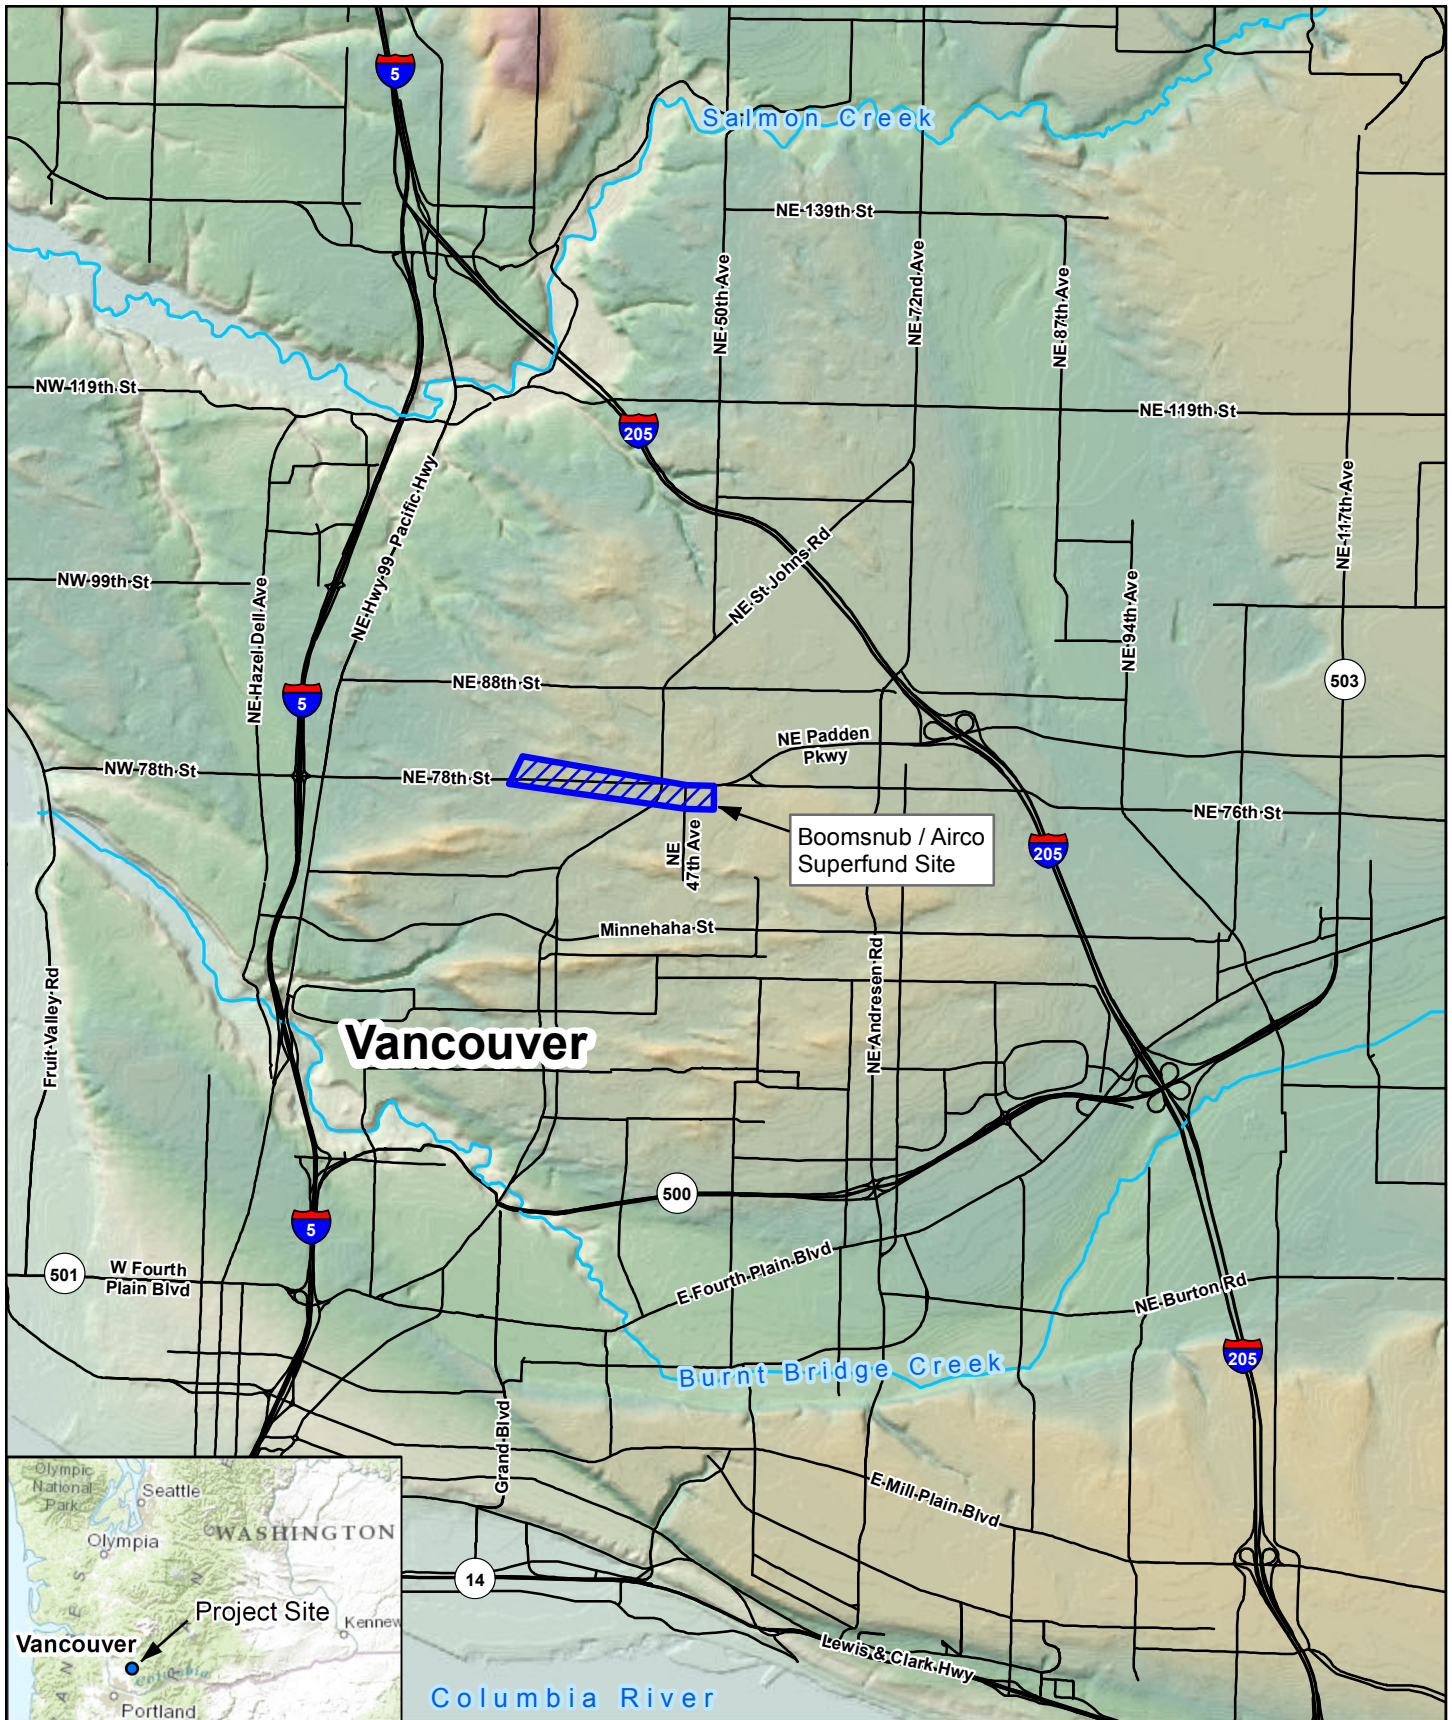 5
Salmon Creek
NE 139th St
NE 50th Ave
NE 72nd Ave
NE 87th Ave
NW 119th St
NE 119th St
205
NE Hwy 99 - Pacific Hwy
NE 117th Ave
NE St Johns Rd
NW 99th St
NE Hazel Dell Ave
NE 94th Ave
5
NE 88th St
503
NE Padden
Pkwy
NW 78th St
NE 78th St
NE 76th St
Boomsnub / Airco
Superfund Site
205
NE
47th Ave
Minnehaha St
Fruit Valley Rd
NE Andresen Rd
Vancouver
500
5
501
W Fourth
Plain Blvd
E Fourth Plain Blvd
NE Burton Rd
205
Burnt Bridge Creek
Grand Blvd
E Mill Plain Blvd
14
Lewis & Clark Hwy
Columbia River
Olympic
National
Park
Seattle
Olympia
WASHINGTON
Project Site
Kennew
Vancouver
Columbia
Portland